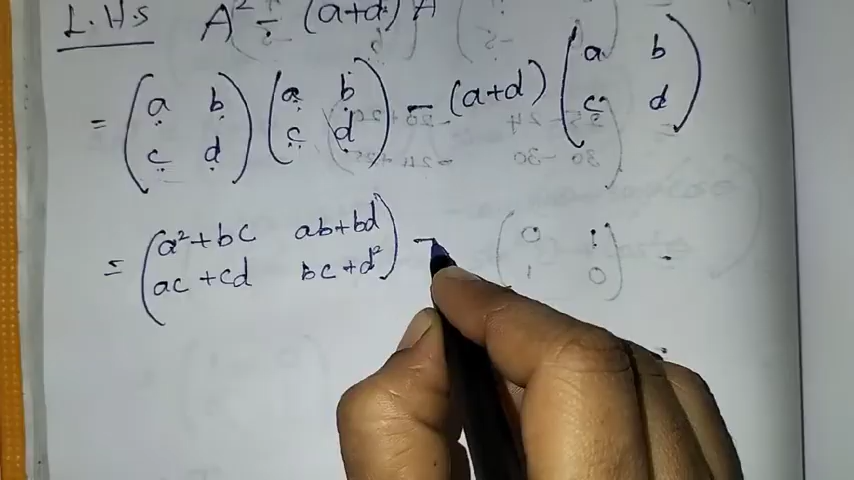 L.H.S A² - (a+d) A
= (a b c d) (a b c d) - (a+d) (a b c d)
= (a²+bc ab+bd ac+cd bc+d²) -